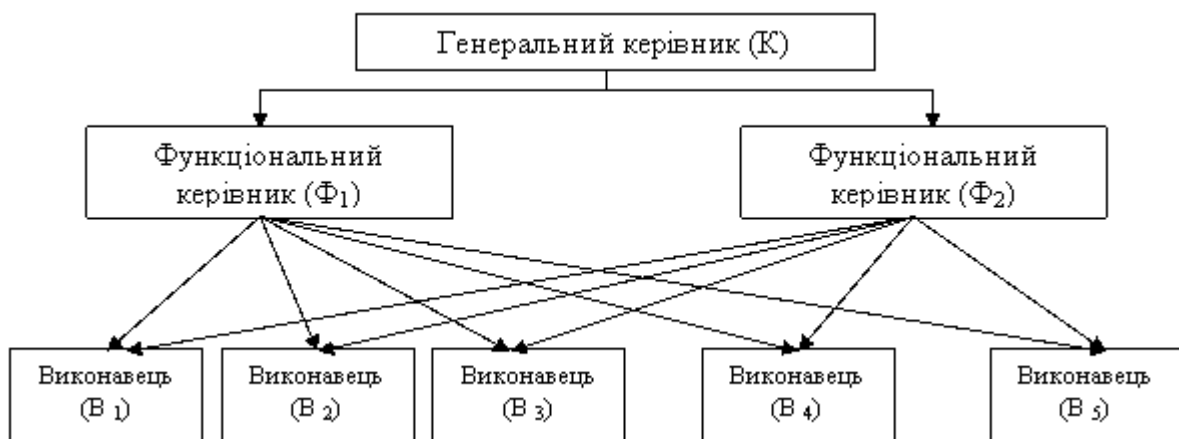 Генеральний керівник (К)
Функціональний
керівник (Ф1)
Функціональний
керівник (Ф2)
Виконавець
(В 1)
Виконавець
(В 2)
Виконавець
(В 3)
Виконавець
(В 4)
Виконавець
(В 5)